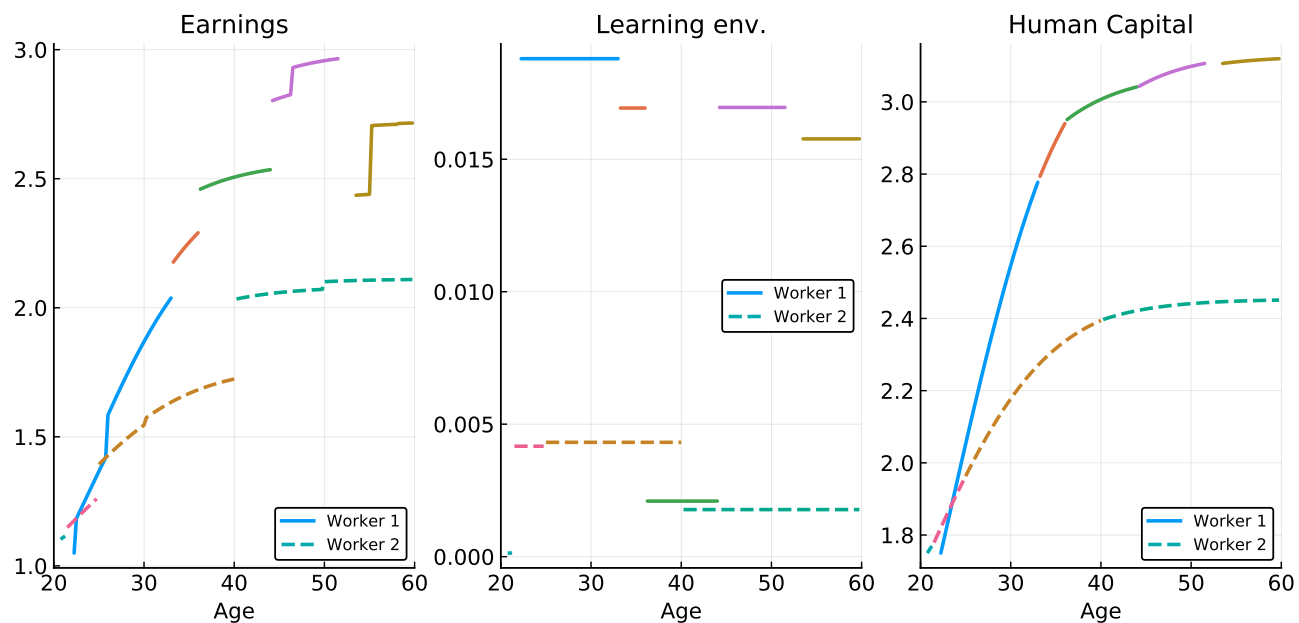 Earnings
3.0
2.5
2.0
1.5
1.0
20 30 40 50 60
Age
Worker 1
Worker 2
Learning env.
0.015
0.010
0.005
0.000
20 30 40 50 60
Age
Worker 1
Worker 2
Human Capital
3.0
2.8
2.6
2.4
2.2
2.0
1.8
20 30 40 50 60
Age
Worker 1
Worker 2